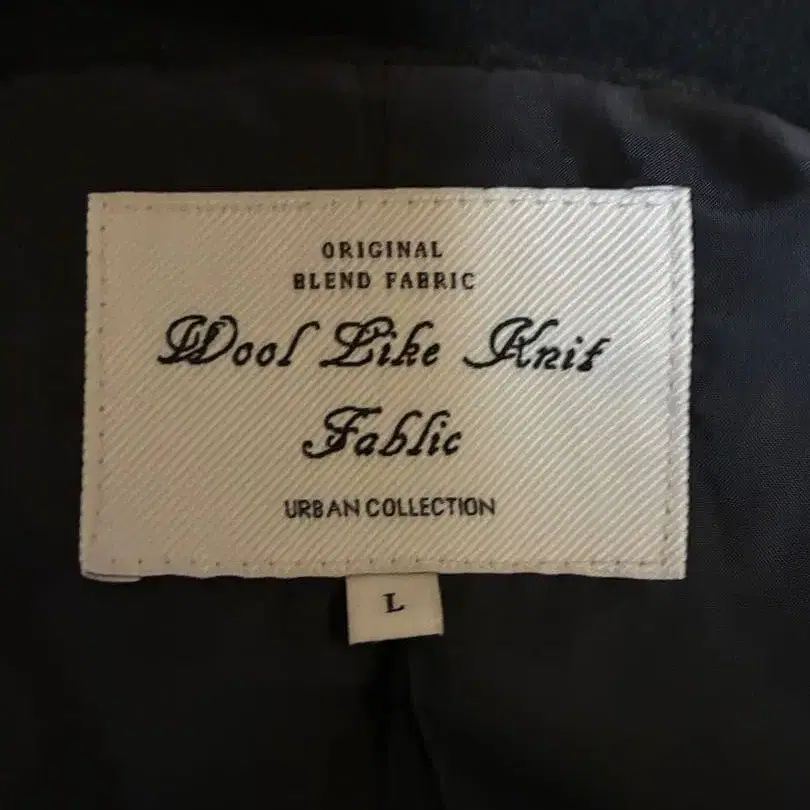 ORIGINAL
BLEND FABRIC
Wool Like Knit
Fablic
URBAN COLLECTION
L